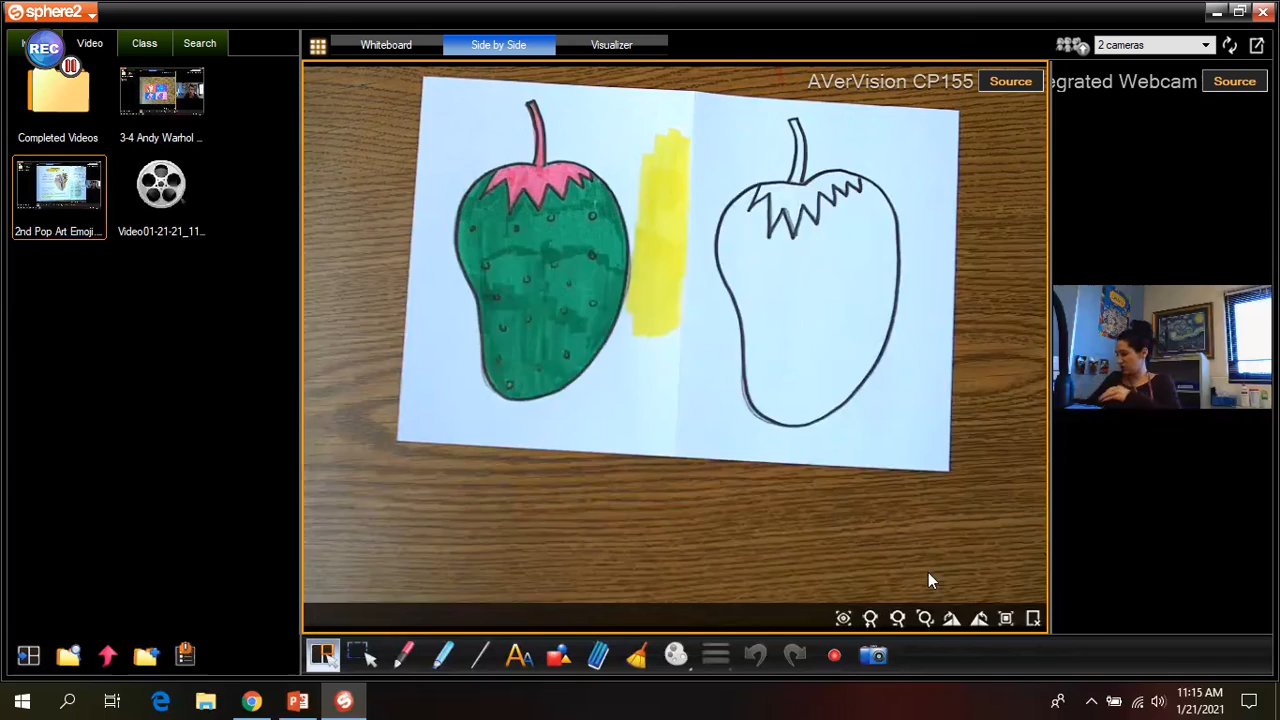 sphere2
REC
Video
Class
Search
Whiteboard
Side by Side
Visualizer
2 cameras
AVerVision CP155
Source
egrated Webcam
Source
Completed Videos
3-4 Andy Warhol ...
2nd Pop Art Emoji...
Video01-21-21_11...
11:15 AM
1/21/2021